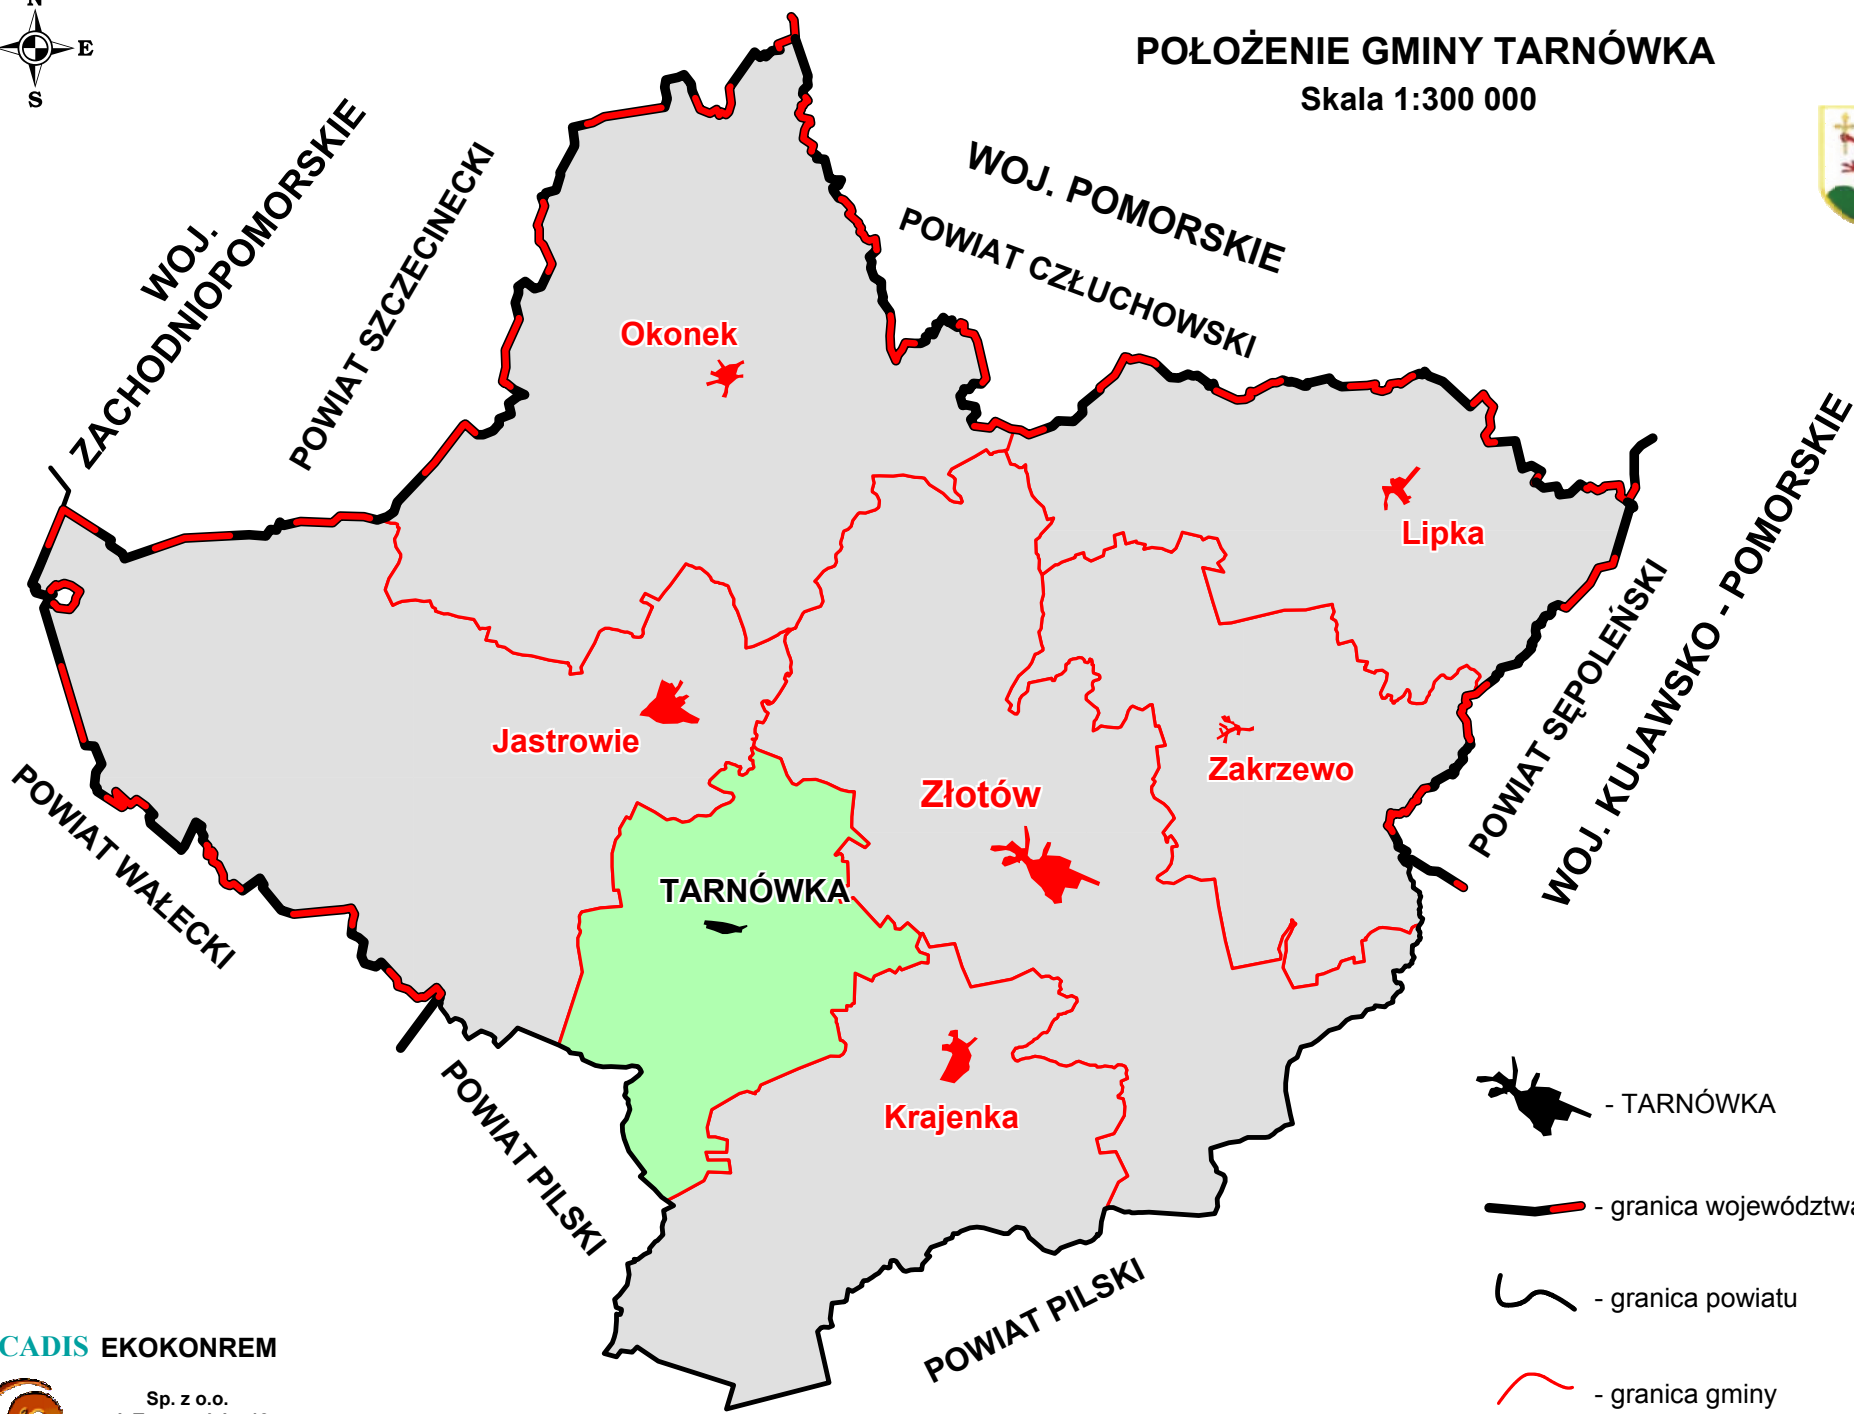 N
E
S
POŁOŻENIE GMINY TARNÓWKA
Skala 1:300 000
WOJ.
ZACHODNIOPOMORSKIE
POWIAT SZCZECINECKI
WOJ. POMORSKIE
POWIAT CZŁUCHOWSKI
Okonek
Lipka
WOJ. KUJAWSKO - POMORSKIE
POWIAT SĘPOLEŃSKI
Jastrowie
Zakrzewo
Złotów
POWIAT WAŁECKI
TARNÓWKA
Krajenka
POWIAT PILSKI
POWIAT PILSKI
- TARNÓWKA
- granica województwa
- granica powiatu
- granica gminy
CADIS EKOKONREM
Sp. z o.o.